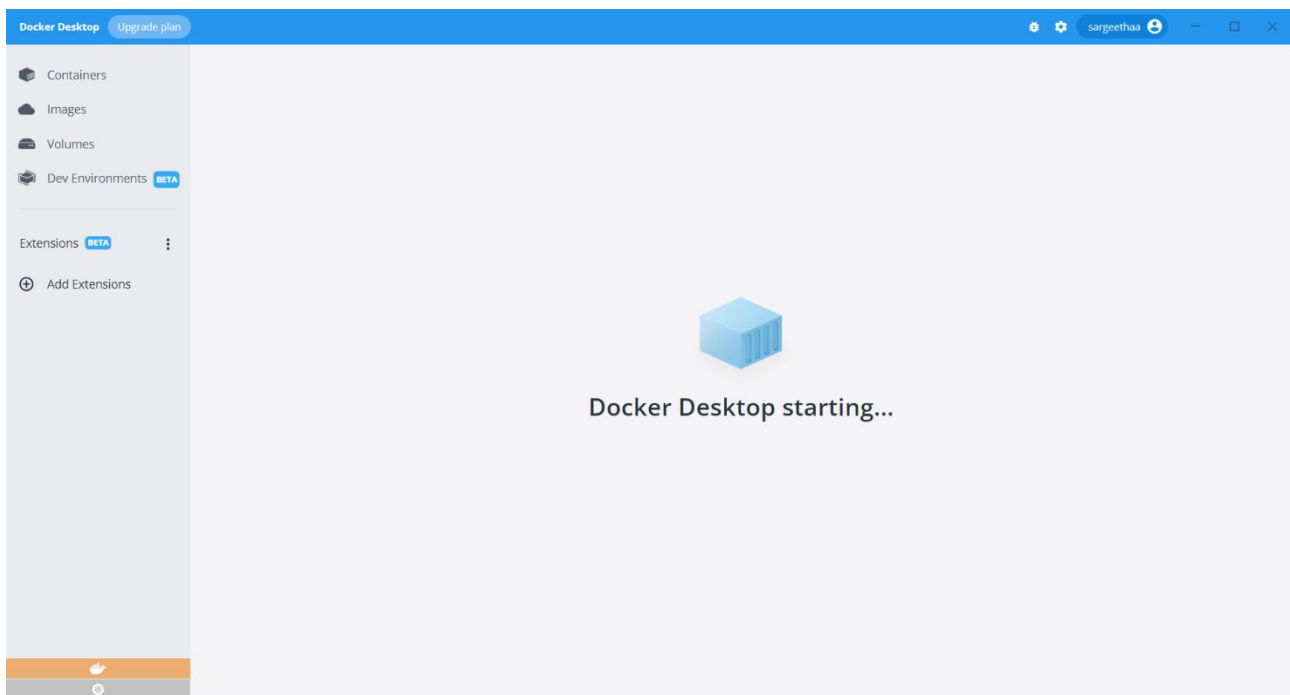 Docker Desktop Upgrade plan sargeethaa
Containers
Images
Volumes
Dev Environments BETA
Extensions BETA
Add Extensions
Docker Desktop starting...